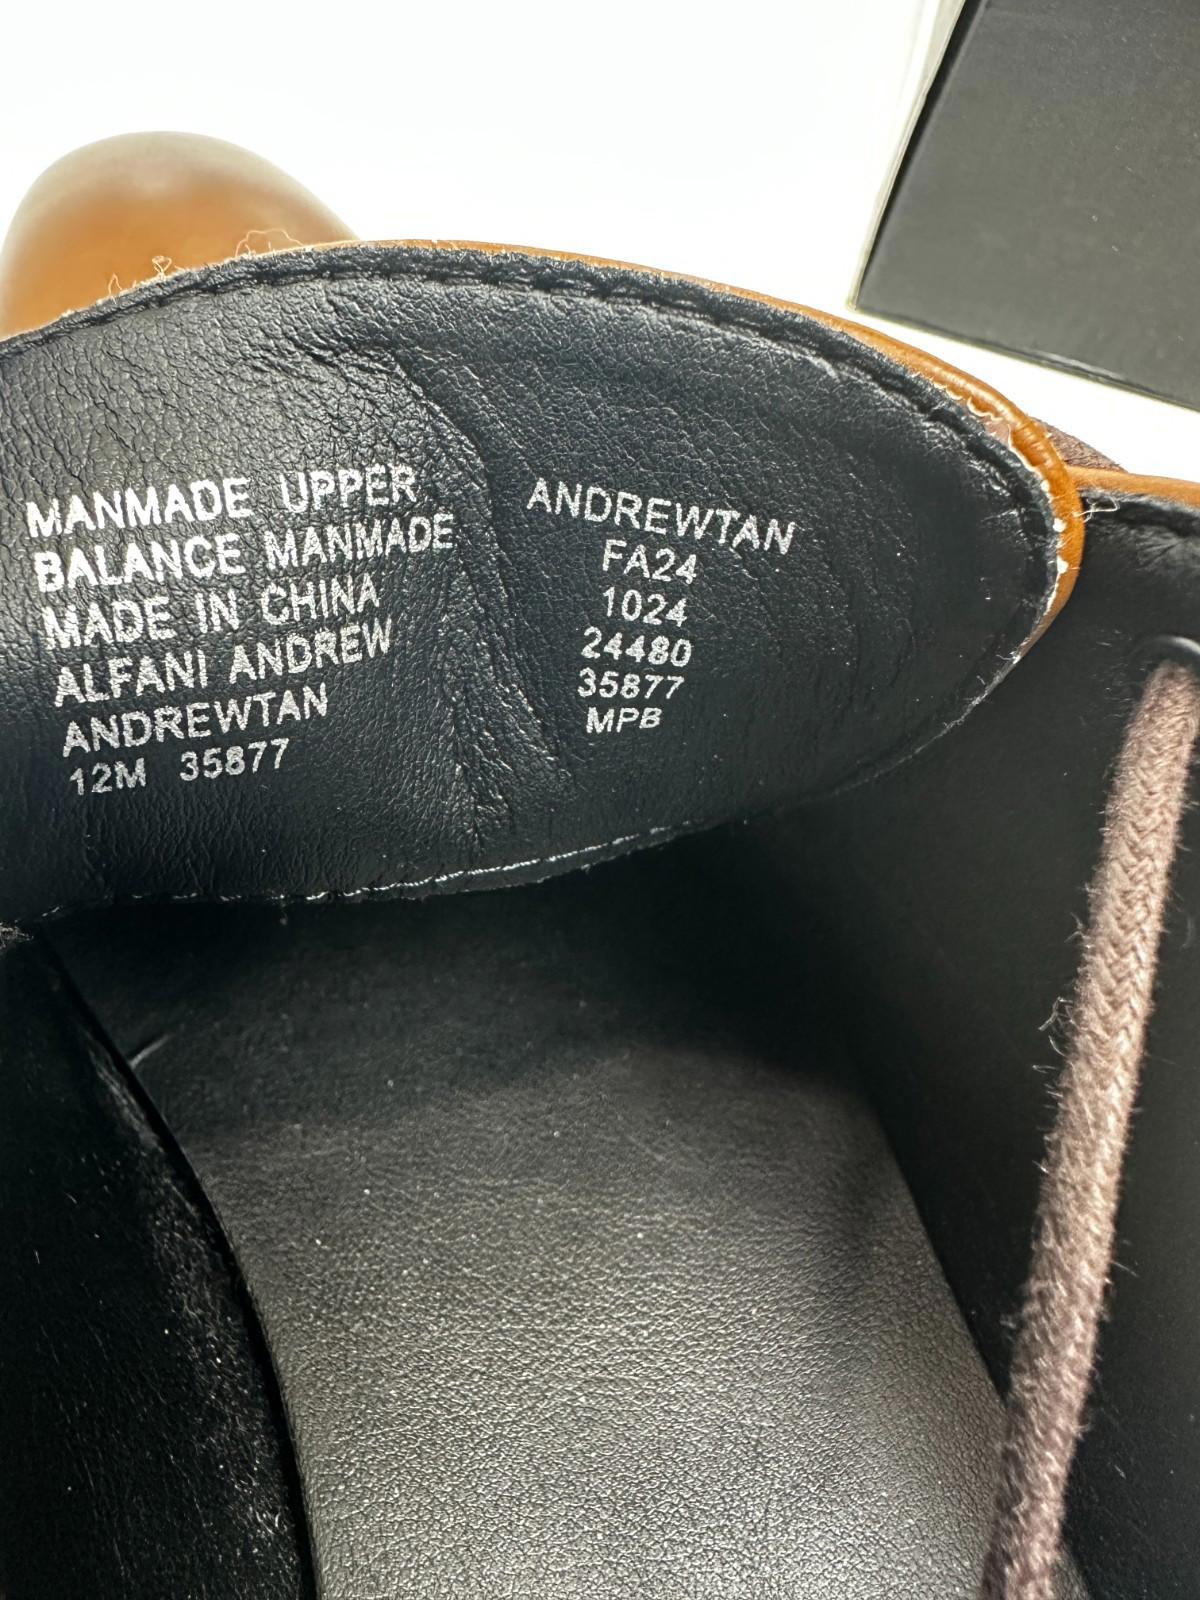 MANMADE UPPER
BALANCE MANMADE
MADE IN CHINA
ALFANI ANDREW
ANDREWTAN
12M 35877
ANDREWTAN
FA24
1024
24480
35877
MPB